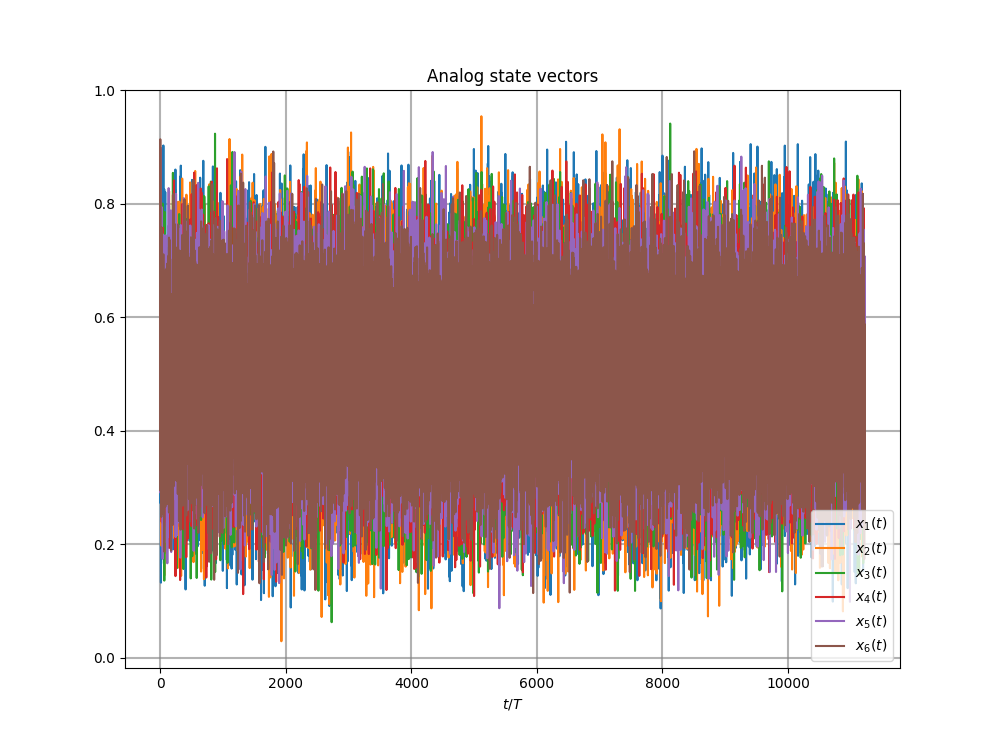 Analog state vectors
1.0
0.8
0.6
0.4
0.2
0.0
x₁(t)
x₂(t)
x₃(t)
x₄(t)
x₅(t)
x₆(t)
0 2000 4000 6000 8000 10000
t/T